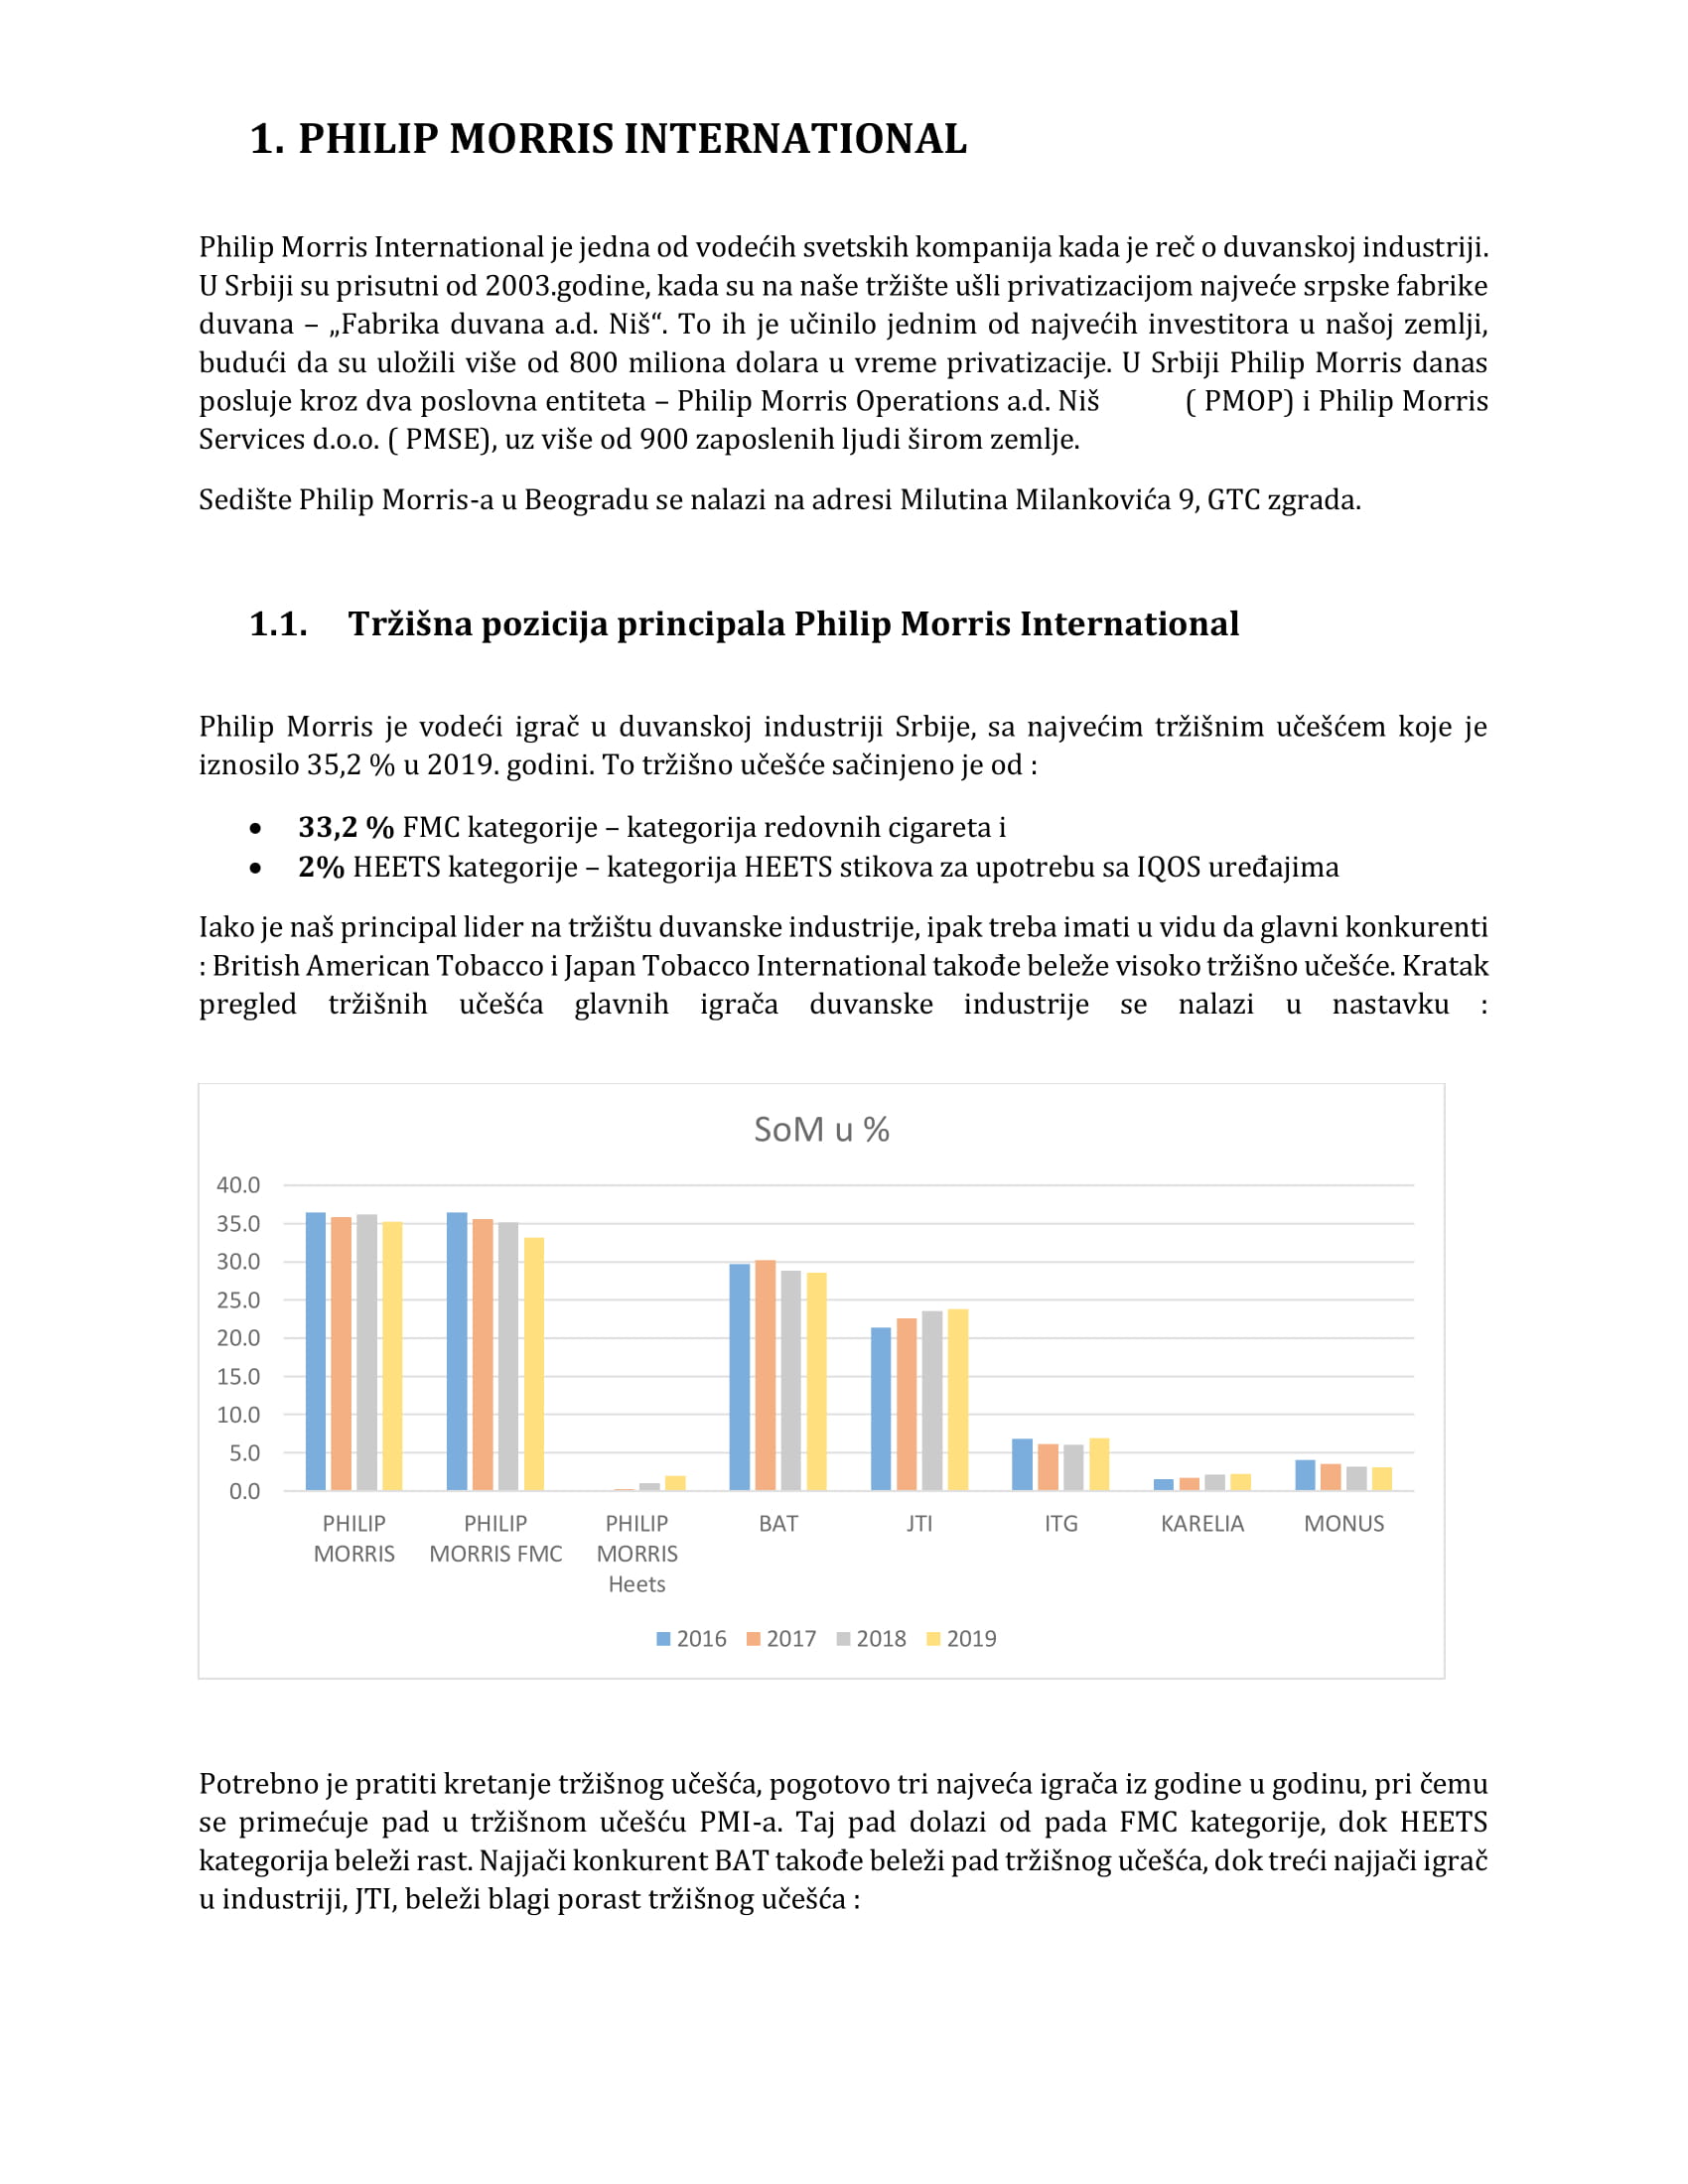 1. PHILIP MORRIS INTERNATIONAL
Philip Morris International je jedna od vodećih svetskih kompanija kada je reč o duvanskoj industriji.
U Srbiji su prisutni od 2003.godine, kada su na naše tržište ušli privatizacijom najveće srpske fabrike
duvana – „Fabrika duvana a.d. Niš“. To ih je učinilo jednim od najvećih investitora u našoj zemlji,
budući da su uložili više od 800 miliona dolara u vreme privatizacije. U Srbiji Philip Morris danas
posluje kroz dva poslovna entiteta – Philip Morris Operations a.d. Niš ( PMOP) i Philip Morris
Services d.o.o. ( PMSE), uz više od 900 zaposlenih ljudi širom zemlje.
Sedište Philip Morris-a u Beogradu se nalazi na adresi Milutina Milankovića 9, GTC zgrada.
1.1. Tržišna pozicija principala Philip Morris International
Philip Morris je vodeći igrač u duvanskoj industriji Srbije, sa najvećim tržišnim učešćem koje je
iznosilo 35,2 % u 2019. godini. To tržišno učešće sačinjeno je od :
• 33,2 % FMC kategorije – kategorija redovnih cigareta i
• 2% HEETS kategorije – kategorija HEETS stikova za upotrebu sa IQOS uređajima
Iako je naš principal lider na tržištu duvanske industrije, ipak treba imati u vidu da glavni konkurenti
: British American Tobacco i Japan Tobacco International takođe beleže visoko tržišno učešće. Kratak
pregled tržišnih učešća glavnih igrača duvanske industrije se nalazi u nastavku :
SoM u %
40.0
35.0
30.0
25.0
20.0
15.0
10.0
5.0
0.0
PHILIP MORRIS
PHILIP MORRIS FMC
PHILIP MORRIS Heets
BAT
JTI
ITG
KARELIA
MONUS
2016 2017 2018 2019
Potrebno je pratiti kretanje tržišnog učešća, pogotovo tri najveća igrača iz godine u godinu, pri čemu
se primećuje pad u tržišnom učešću PMI-a. Taj pad dolazi od pada FMC kategorije, dok HEETS
kategorija beleži rast. Najjači konkurent BAT takođe beleži pad tržišnog učešća, dok treći najjači igrač
u industriji, JTI, beleži blagi porast tržišnog učešća :